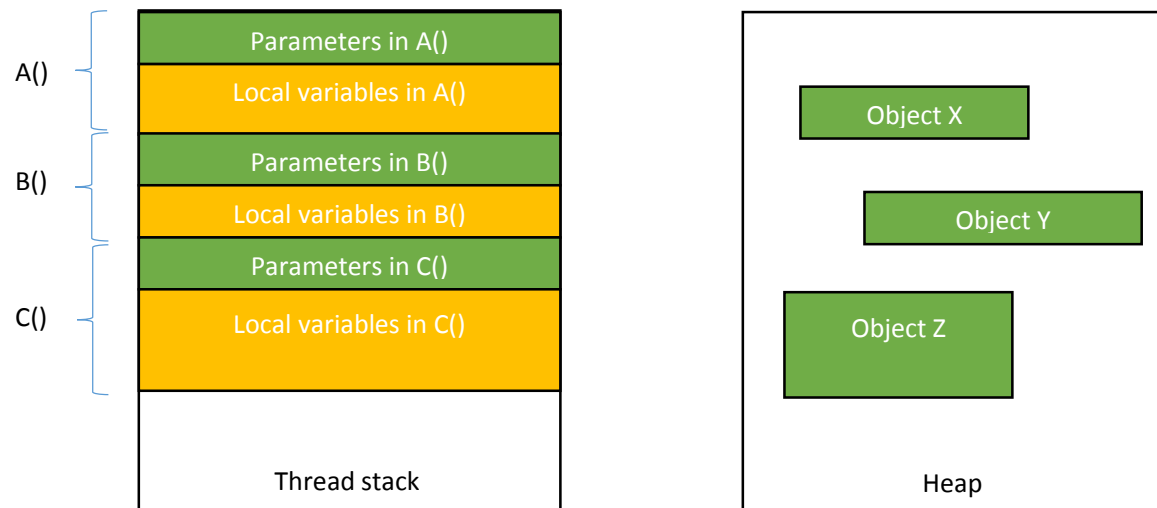 A()
B()
C()
Parameters in A()
Local variables in A()
Parameters in B()
Local variables in B()
Parameters in C()
Local variables in C()
Thread stack
Object X
Object Y
Object Z
Heap